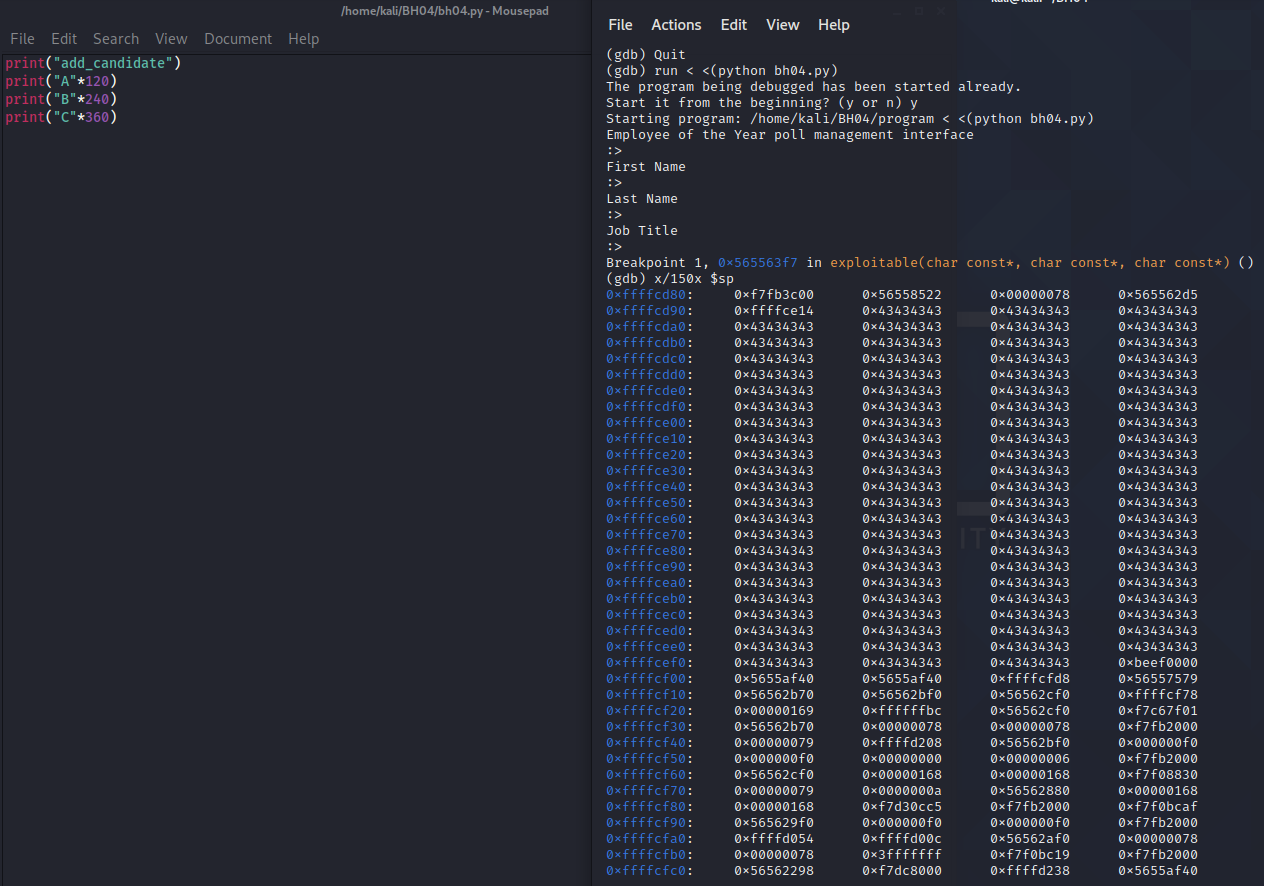 /home/kali/BH04/bh04.py - Mousepad
File Edit Search View Document Help
print("add_candidate")
print("A"*120)
print("B"*240)
print("C"*360)
File Actions Edit View Help
(gdb) Quit
(gdb) run < <(python bh04.py)
The program being debugged has been started already.
Start it from the beginning? (y or n) y
Starting program: /home/kali/BH04/program < <(python bh04.py)
Employee of the Year poll management interface
:>
First Name
:>
Last Name
:>
Job Title
:>
Breakpoint 1, 0×565563f7 in exploitable(char const*, char const*, char const*) ()
(gdb) x/150x $sp
0×ffffcd80: 0×f7fb3c00 0×56558522 0×00000078 0×565562d5
0×ffffcd90: 0×ffffce14 0×43434343 0×43434343 0×43434343
0×ffffcda0: 0×43434343 0×43434343 0×43434343 0×43434343
0×ffffcdb0: 0×43434343 0×43434343 0×43434343 0×43434343
0×ffffcdc0: 0×43434343 0×43434343 0×43434343 0×43434343
0×ffffcdd0: 0×43434343 0×43434343 0×43434343 0×43434343
0×ffffcde0: 0×43434343 0×43434343 0×43434343 0×43434343
0×ffffcdf0: 0×43434343 0×43434343 0×43434343 0×43434343
0×ffffce00: 0×43434343 0×43434343 0×43434343 0×43434343
0×ffffce10: 0×43434343 0×43434343 0×43434343 0×43434343
0×ffffce20: 0×43434343 0×43434343 0×43434343 0×43434343
0×ffffce30: 0×43434343 0×43434343 0×43434343 0×43434343
0×ffffce40: 0×43434343 0×43434343 0×43434343 0×43434343
0×ffffce50: 0×43434343 0×43434343 0×43434343 0×43434343
0×ffffce60: 0×43434343 0×43434343 0×43434343 0×43434343
0×ffffce70: 0×43434343 0×43434343 0×43434343 0×43434343
0×ffffce80: 0×43434343 0×43434343 0×43434343 0×43434343
0×ffffce90: 0×43434343 0×43434343 0×43434343 0×43434343
0×ffffcea0: 0×43434343 0×43434343 0×43434343 0×43434343
0×ffffceb0: 0×43434343 0×43434343 0×43434343 0×43434343
0×ffffcec0: 0×43434343 0×43434343 0×43434343 0×43434343
0×ffffced0: 0×43434343 0×43434343 0×43434343 0×43434343
0×ffffcee0: 0×43434343 0×43434343 0×43434343 0×43434343
0×ffffcef0: 0×43434343 0×43434343 0×43434343 0×beef0000
0×ffffcf00: 0×5655af40 0×5655af40 0×ffffcfd8 0×56557579
0×ffffcf10: 0×56562b70 0×56562bf0 0×56562cf0 0×ffffcf78
0×ffffcf20: 0×00000169 0×ffffffbc 0×56562cf0 0×f7c67f01
0×ffffcf30: 0×56562b70 0×00000078 0×00000078 0×f7fb2000
0×ffffcf40: 0×00000079 0×ffffd208 0×56562bf0 0×000000f0
0×ffffcf50: 0×000000f0 0×00000000 0×00000006 0×f7fb2000
0×ffffcf60: 0×56562cf0 0×00000168 0×00000168 0×f7f08830
0×ffffcf70: 0×00000079 0×0000000a 0×56562880 0×00000168
0×ffffcf80: 0×00000168 0×f7d30cc5 0×f7fb2000 0×f7f0bcaf
0×ffffcf90: 0×565629f0 0×000000f0 0×000000f0 0×f7fb2000
0×ffffcfa0: 0×ffffd054 0×ffffd00c 0×56562af0 0×00000078
0×ffffcfb0: 0×00000078 0×3fffffff 0×f7f0bc19 0×f7fb2000
0×ffffcfc0: 0×56562298 0×f7dc8000 0×ffffd238 0×5655af40